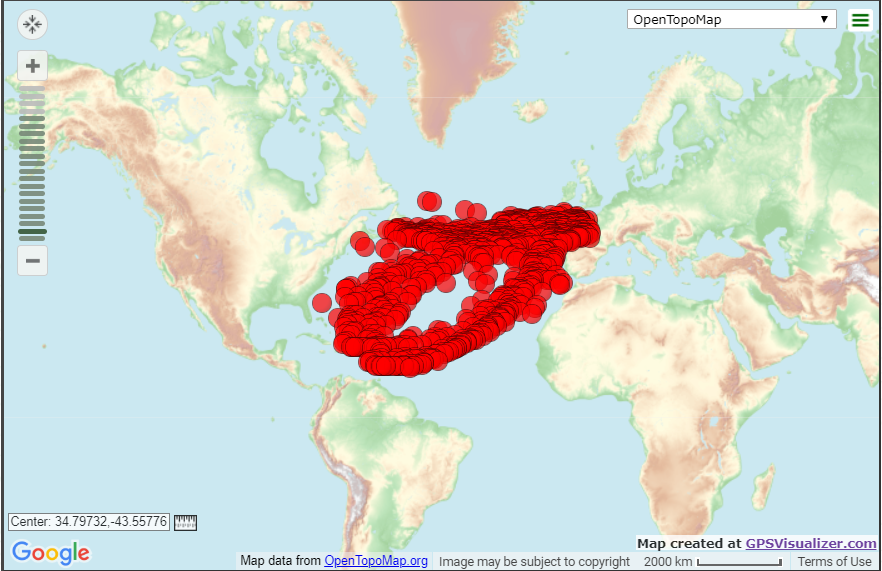 OpenTopoMap
Center: 34.79732,-43.55776
Google
Map created at GPSVisualizer.com
Map data from OpenTopoMap.org Image may be subject to copyright 2000 km Terms of Use